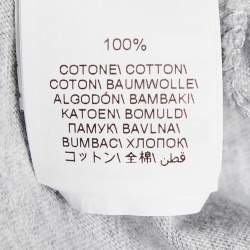 100%
COTONE\ COTTON\
COTON\ BAUMWOLLE\
ALGODÓN\ BAMBAKI\
KATOEN\ BOMULD\
ПАМУК\ BAVLNA\
BUMBAC\ ХЛОПОК\
コットン\ 全棉\ قطن\